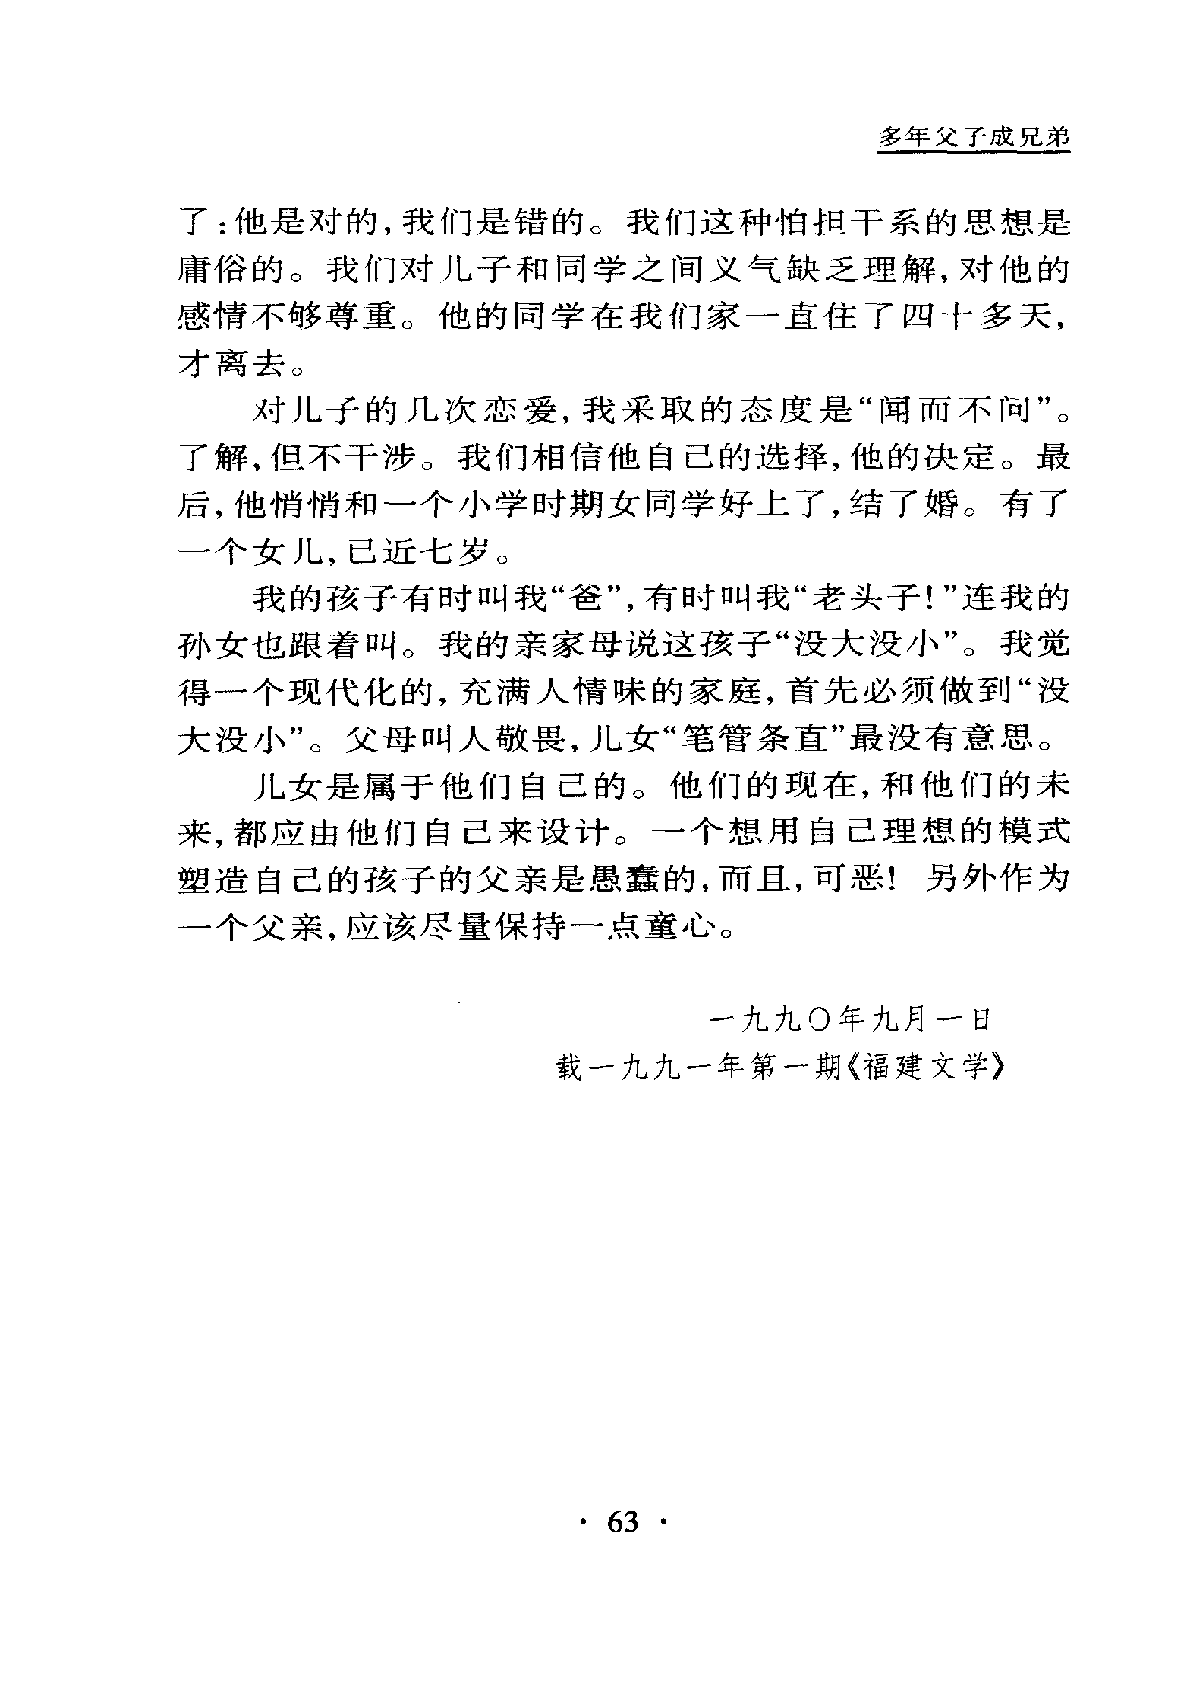 多年父子成兄弟
了：他是对的，我们是错的。我们这种怕担干系的思想是
庸俗的。我们对儿子和同学之间义气缺乏理解，对他的
感情不够尊重。他的同学在我们家一直住了四十多天，
才离去。
对儿子的几次恋爱，我采取的态度是“闻而不问”。
了解，但不干涉。我们相信他自己的选择，他的决定。最
后，他悄悄和一个小学时期女同学好上了，结了婚。有了
一个女儿，已近七岁。
我的孩子有时叫我“爸”，有时叫我“老头子！”连我的
孙女也跟着叫。我的亲家母说这孩子“没大没小”。我觉
得一个现代化的，充满人情味的家庭，首先必须做到“没
大没小”。父母叫人敬畏，儿女“笔管条直”最没有意思。
儿女是属于他们自己的。他们的现在，和他们的未
来，都应由他们自己来设计。一个想用自己理想的模式
塑造自己的孩子的父亲是愚蠢的，而且，可恶！另外作为
一个父亲，应该尽量保持一点童心。
一九九〇年九月一日
载一九九一年第一期《福建文学》
· 63 ·